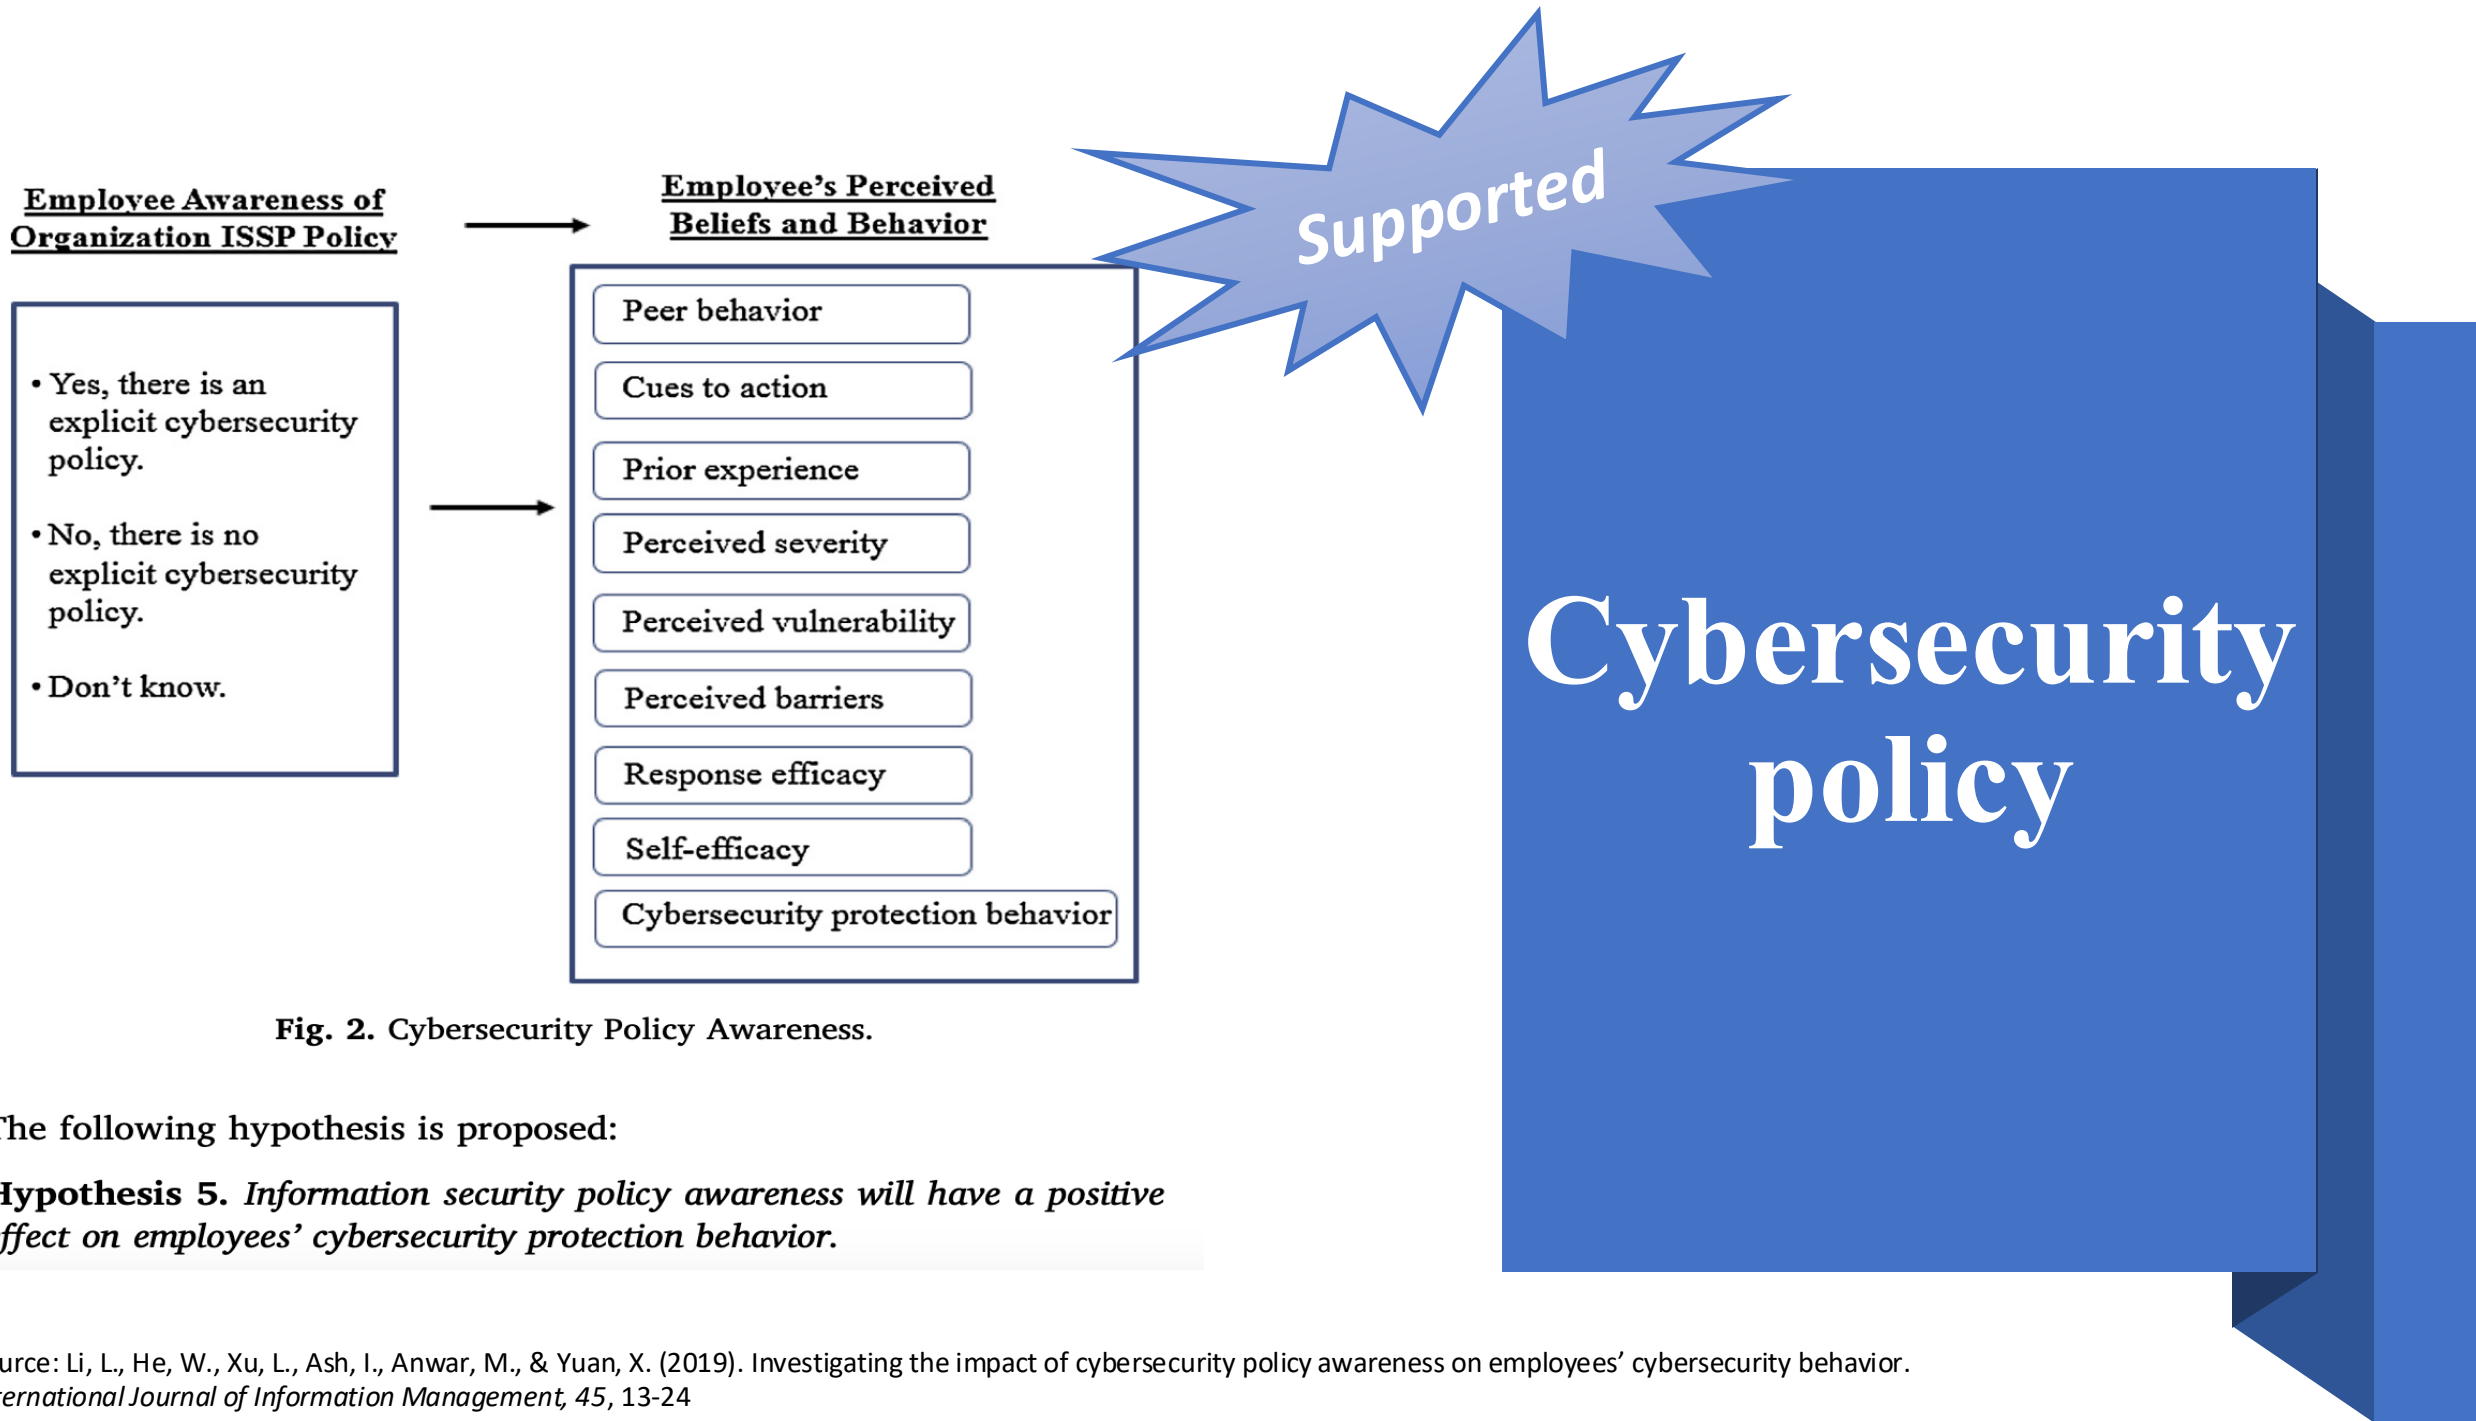 Employee Awareness of
Organization ISSP Policy
Employee's Perceived
Beliefs and Behavior
• Yes, there is an
explicit cybersecurity
policy.
• No, there is no
explicit cybersecurity
policy.
• Don't know.
Peer behavior
Cues to action
Prior experience
Perceived severity
Perceived vulnerability
Perceived barriers
Response efficacy
Self-efficacy
Cybersecurity protection behavior
Fig. 2. Cybersecurity Policy Awareness.
The following hypothesis is proposed:
Hypothesis 5. Information security policy awareness will have a positive
ffect on employees' cybersecurity protection behavior.
urce: Li, L., He, W., Xu, L., Ash, I., Anwar, M., & Yuan, X. (2019). Investigating the impact of cybersecurity policy awareness on employees' cybersecurity behavior.
ternational Journal of Information Management, 45, 13-24
Supported
Cybersecurity
policy